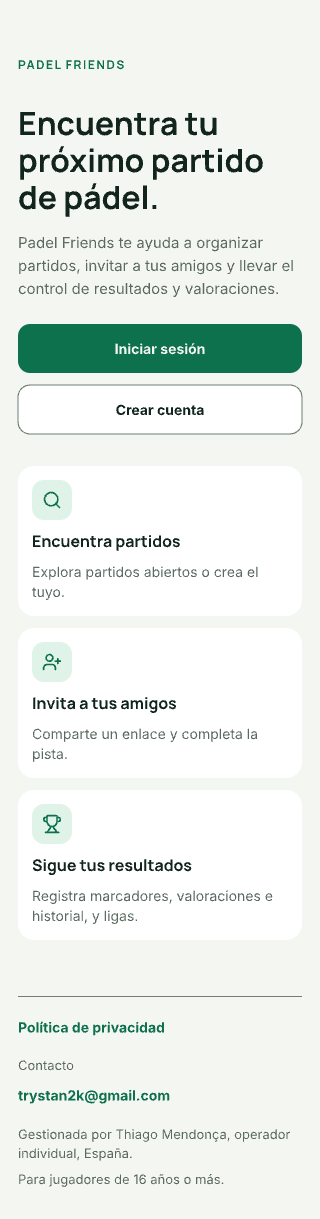 PADEL FRIENDS
Encuentra tu
próximo partido
de pádel.
Padel Friends te ayuda a organizar
partidos, invitar a tus amigos y llevar el
control de resultados y valoraciones.
Iniciar sesión
Crear cuenta
Encuentra partidos
Explora partidos abiertos o crea el
tuyo.
Invita a tus amigos
Comparte un enlace y completa la
pista.
Sigue tus resultados
Registra marcadores, valoraciones e
historial, y ligas.
Política de privacidad
Contacto
trystan2k@gmail.com
Gestionada por Thiago Mendonça, operador
individual, España.
Para jugadores de 16 años o más.